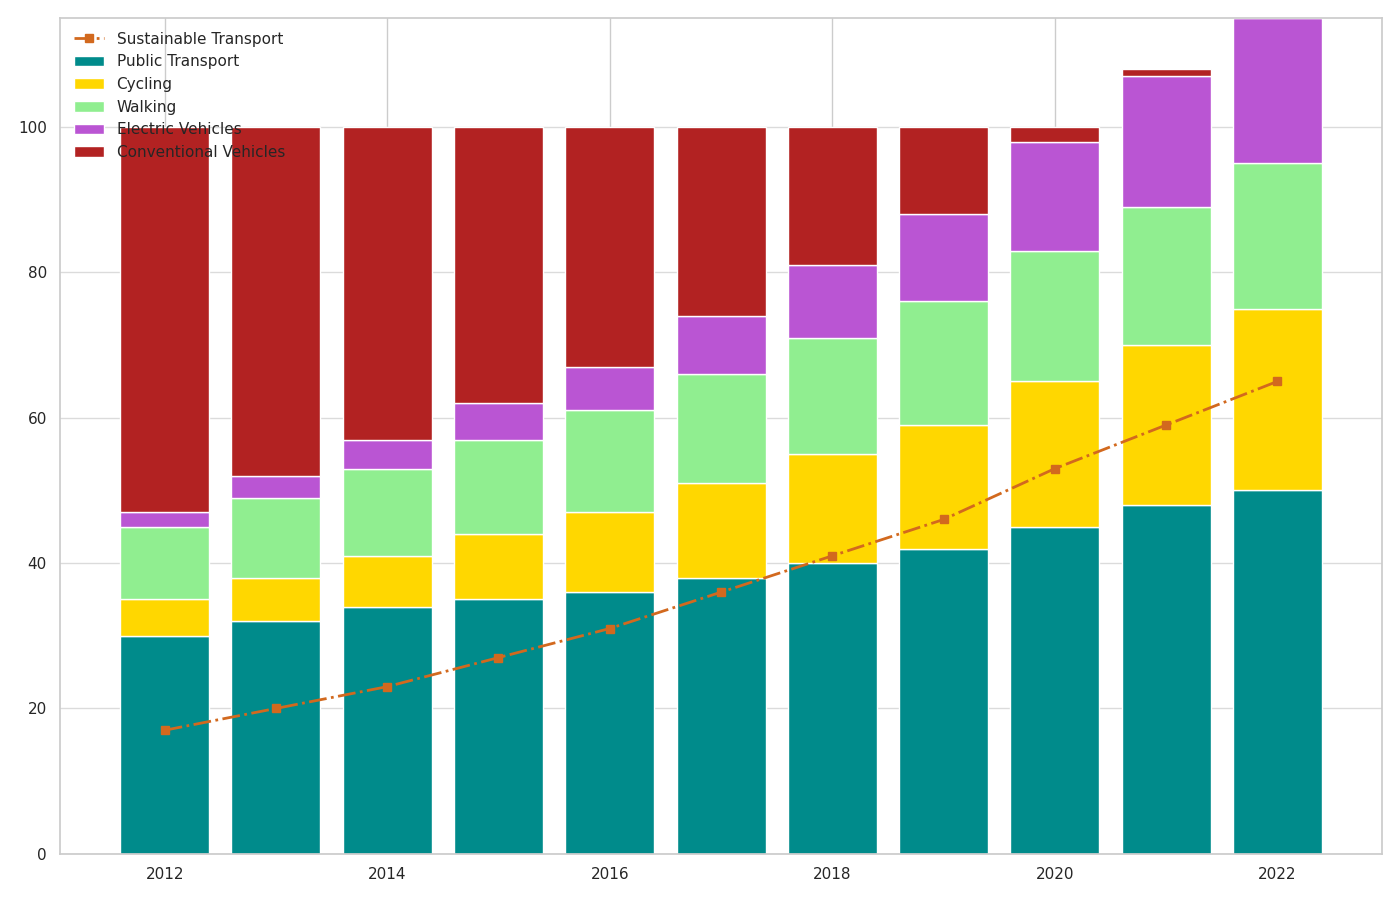 Sustainable Transport
Public Transport
Cycling
Walking
Electric Vehicles
Conventional Vehicles
100
80
60
40
20
0
2012 2014 2016 2018 2020 2022